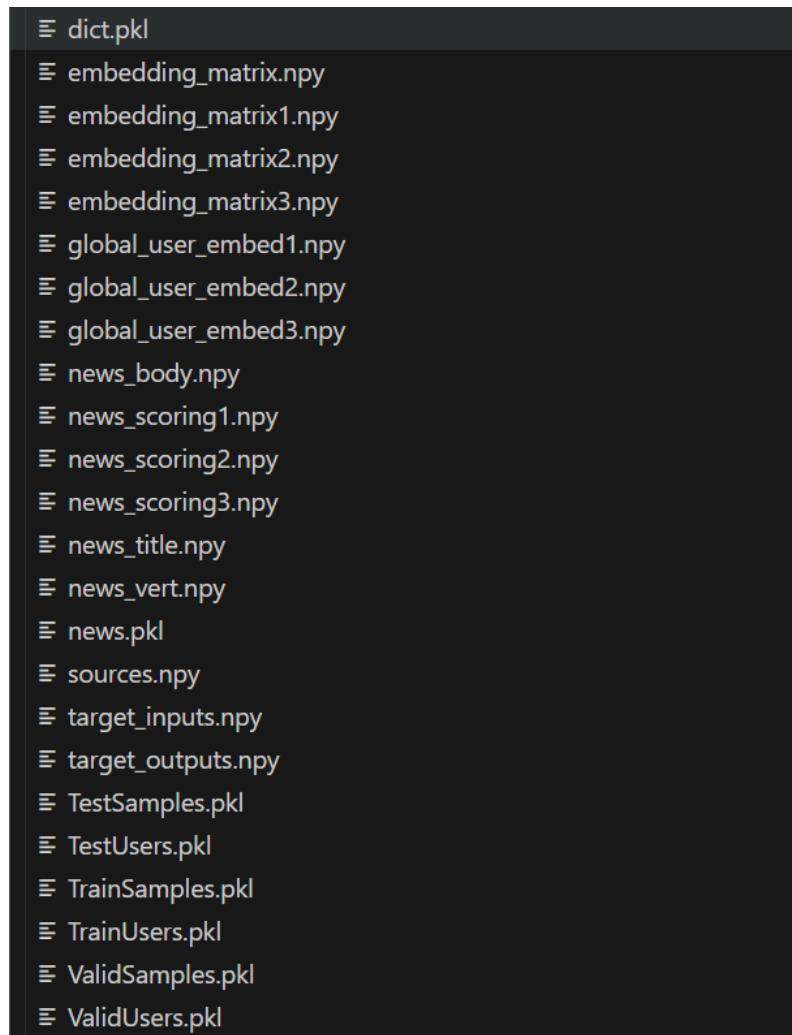 dict.pkl
embedding_matrix.npy
embedding_matrix1.npy
embedding_matrix2.npy
embedding_matrix3.npy
global_user_embed1.npy
global_user_embed2.npy
global_user_embed3.npy
news_body.npy
news_scoring1.npy
news_scoring2.npy
news_scoring3.npy
news_title.npy
news_vert.npy
news.pkl
sources.npy
target_inputs.npy
target_outputs.npy
TestSamples.pkl
TestUsers.pkl
TrainSamples.pkl
TrainUsers.pkl
ValidSamples.pkl
ValidUsers.pkl